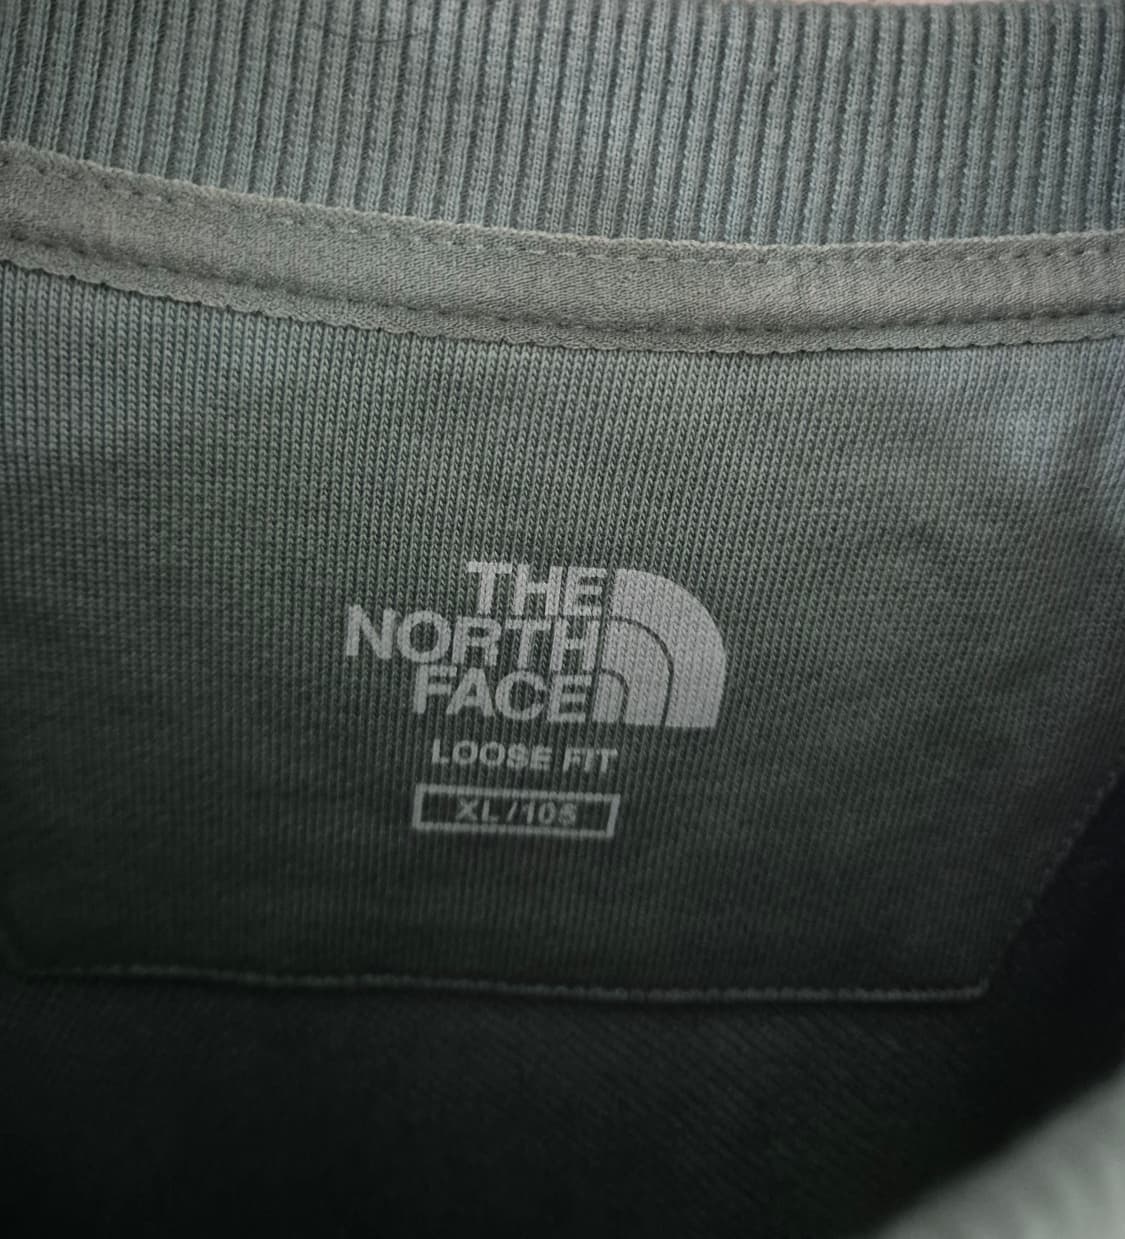 THE
NORTH
FACE
LOOSE FIT
XL/105